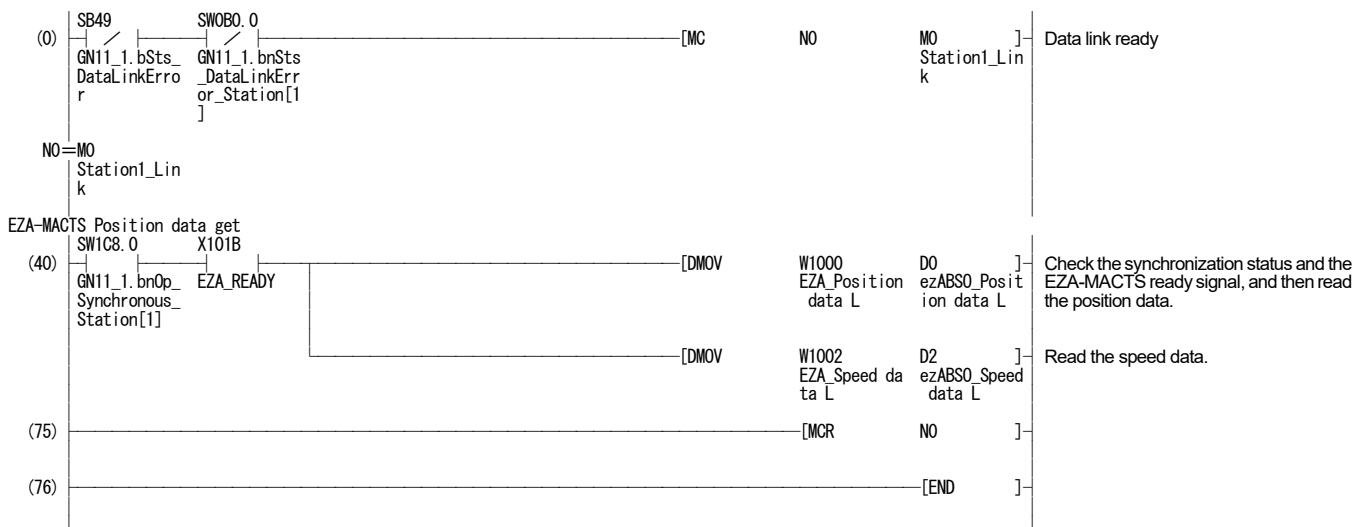 SB49 SW0B0.0
(0) [MC N0 M0 ] Data link ready
GN11_1.bSts_ GN11_1.bnSts Station1_Lin
DataLinkErro _DataLinkErr k
r or_Station[1
]
N0 M0
Station1_Lin
k
EZA-MACTS Position data get
SW1C8.0 X101B
(40) [DMOV W1000 D0 ] Check the synchronization status and the
GN11_1.bnOp_ EZA_READY EZA_Position ezABSO_Posit EZA-MACTS ready signal, and then read
Synchronous_ data L ion data L the position data.
Station[1]
[DMOV W1002 D2 ] Read the speed data.
EZA_Speed da ezABSO_Speed
ta L data L
(75) [MCR N0 ]
(76) [END ]